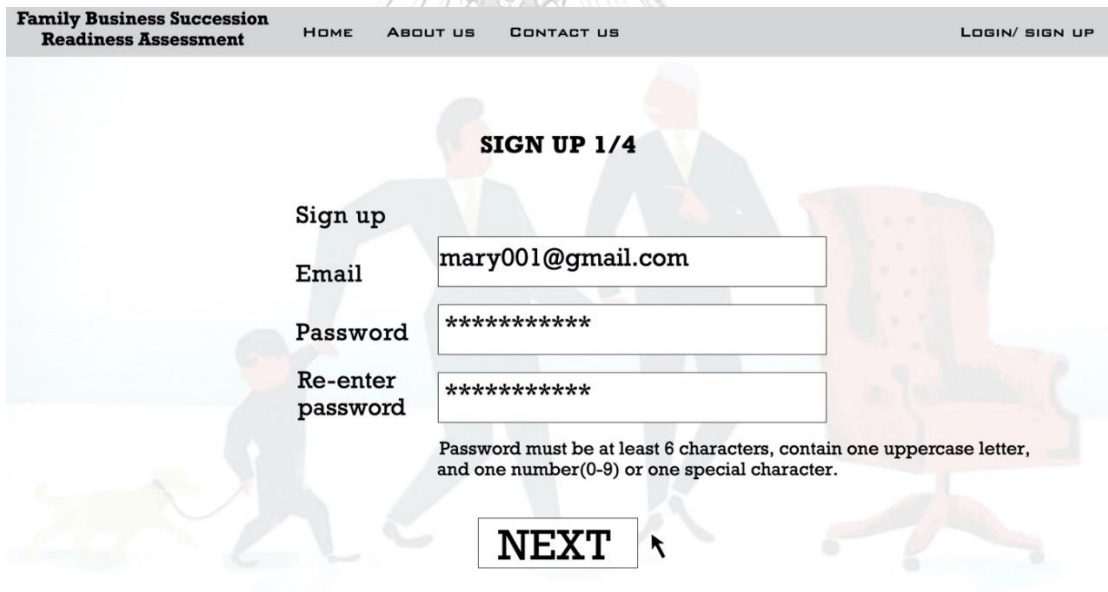 Family Business Succession
Readiness Assessment
HOME ABOUT US CONTACT US LOGIN/ SIGN UP
SIGN UP 1/4
Sign up
Email mary001@gmail.com
Password ***********
Re-enter
password ***********
Password must be at least 6 characters, contain one uppercase letter,
and one number(0-9) or one special character.
NEXT